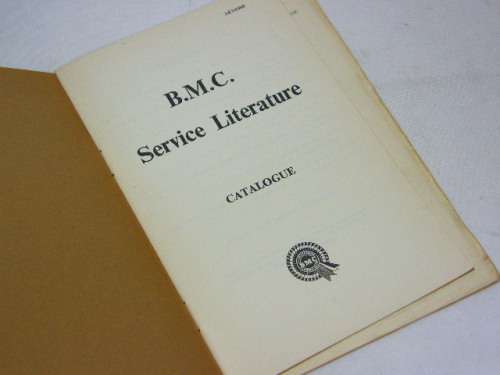 B.M.C.
Service Literature
CATALOGUE
B.M.C